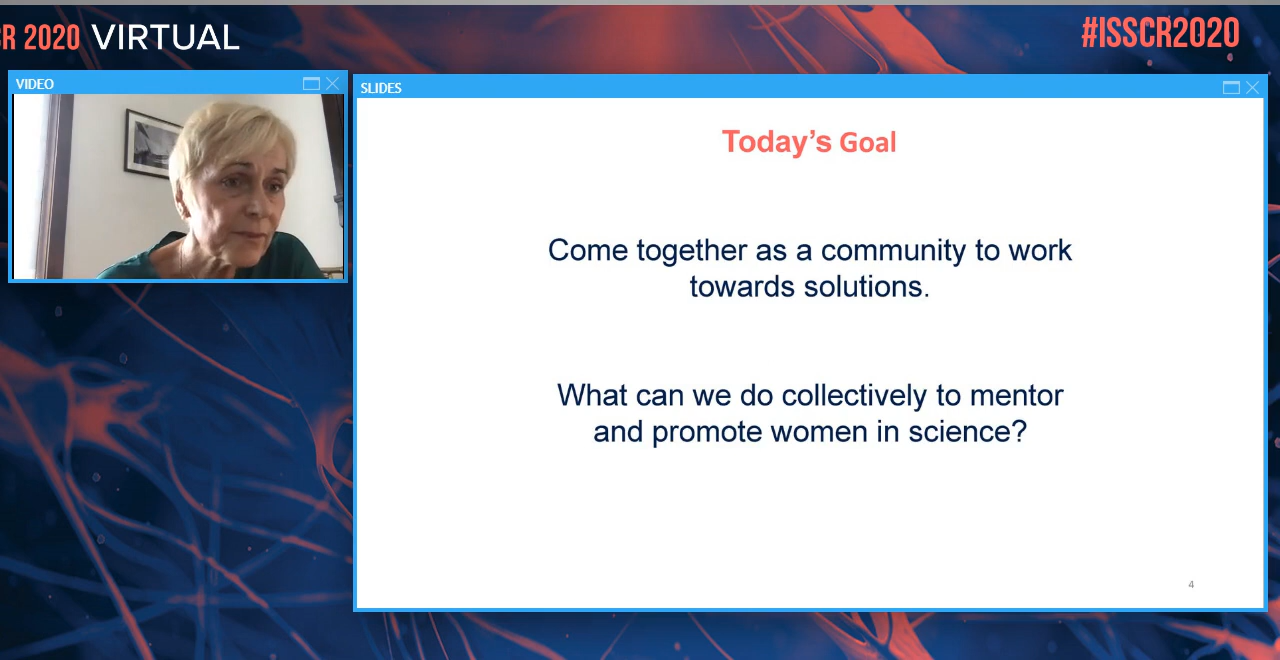 R 2020 VIRTUAL
#ISSCR2020
VIDEO
SLIDES
Today’s Goal
Come together as a community to work
towards solutions.
What can we do collectively to mentor
and promote women in science?
4